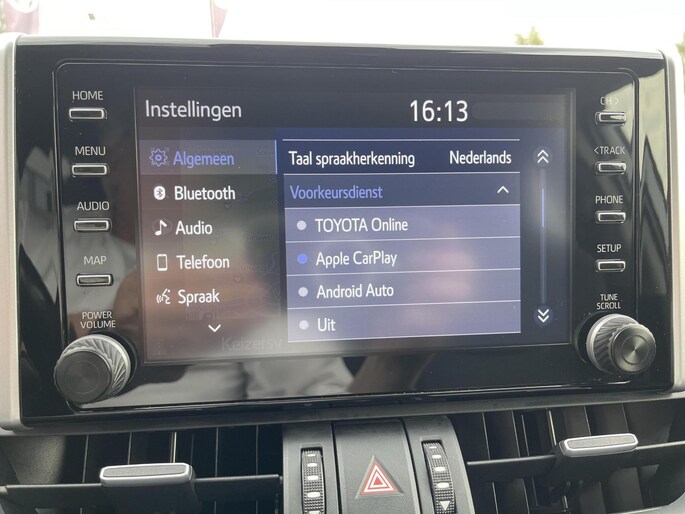 HOME
MENU
AUDIO
MAP
POWER
VOLUME
Instellingen
16:13
Algemeen
Bluetooth
Audio
Telefoon
Spraak
Taal spraakherkenning Nederlands
Voorkeursdienst
TOYOTA Online
Apple CarPlay
Android Auto
Uit
CH>
<TRACK
PHONE
SETUP
TUNE
SCROLL